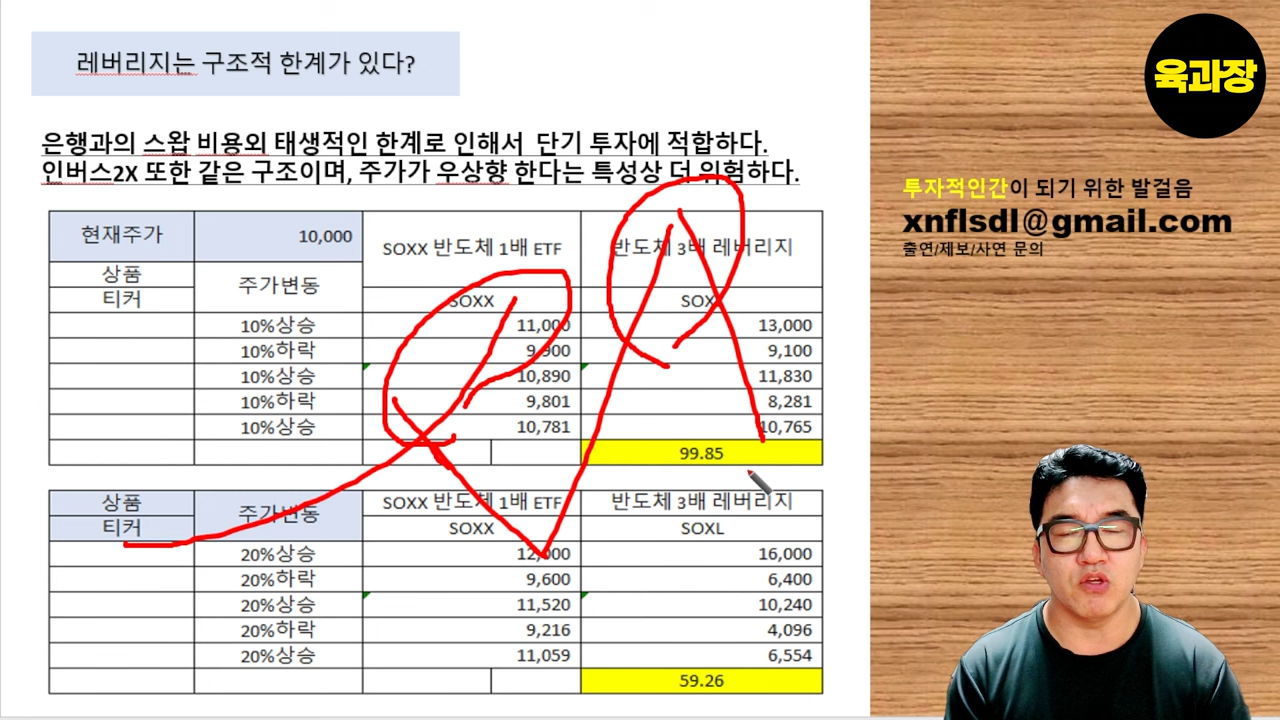 레버리지는 구조적 한계가 있다?
육과장
은행과의 스왑 비용외 태생적인 한계로 인해서 단기 투자에 적합하다.
인버스2X 또한 같은 구조이며, 주가가 우상향 한다는 특성상 더 위험하다.
투자적인간이 되기 위한 발걸음
xnflsdl@gmail.com
출연/제보/사연 문의
현재주가 10,000 SOXX 반도체 1배 ETF 반도체 3배 레버리지
상품 주가변동
티커 SOXX SOXL
10%상승 11,000 13,000
10%하락 9,900 9,100
10%상승 10,890 11,830
10%하락 9,801 8,281
10%상승 10,781 10,765
99.85
상품 주가변동 SOXX 반도체 1배 ETF 반도체 3배 레버리지
티커 SOXX SOXL
20%상승 12,000 16,000
20%하락 9,600 6,400
20%상승 11,520 10,240
20%하락 9,216 4,096
20%상승 11,059 6,554
59.26